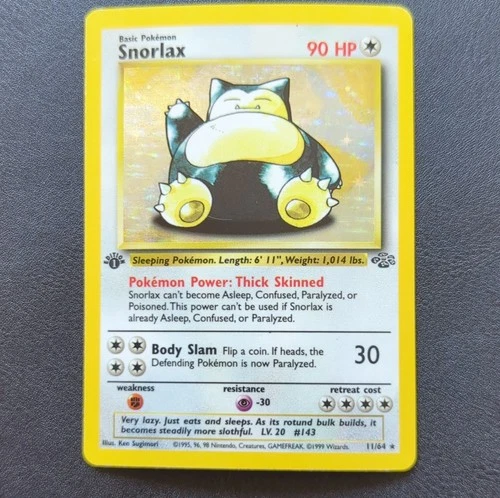 Basic Pokémon
Snorlax
90 HP
EDITION
1
Sleeping Pokémon. Length: 6' 11", Weight: 1,014 lbs.
Pokémon Power: Thick Skinned
Snorlax can't become Asleep, Confused, Paralyzed, or
Poisoned. This power can't be used if Snorlax is
already Asleep, Confused, or Paralyzed.
Body Slam Flip a coin. If heads, the
Defending Pokémon is now Paralyzed.
30
weakness resistance retreat cost
-30
Very lazy. Just eats and sleeps. As its rotund bulk builds, it
becomes steadily more slothful. LV. 20 #143
Illus. Ken Sugimori ©1995, 96, 98 Nintendo, Creatures, GAMEFREAK. ©1999 Wizards. 11/64 ★